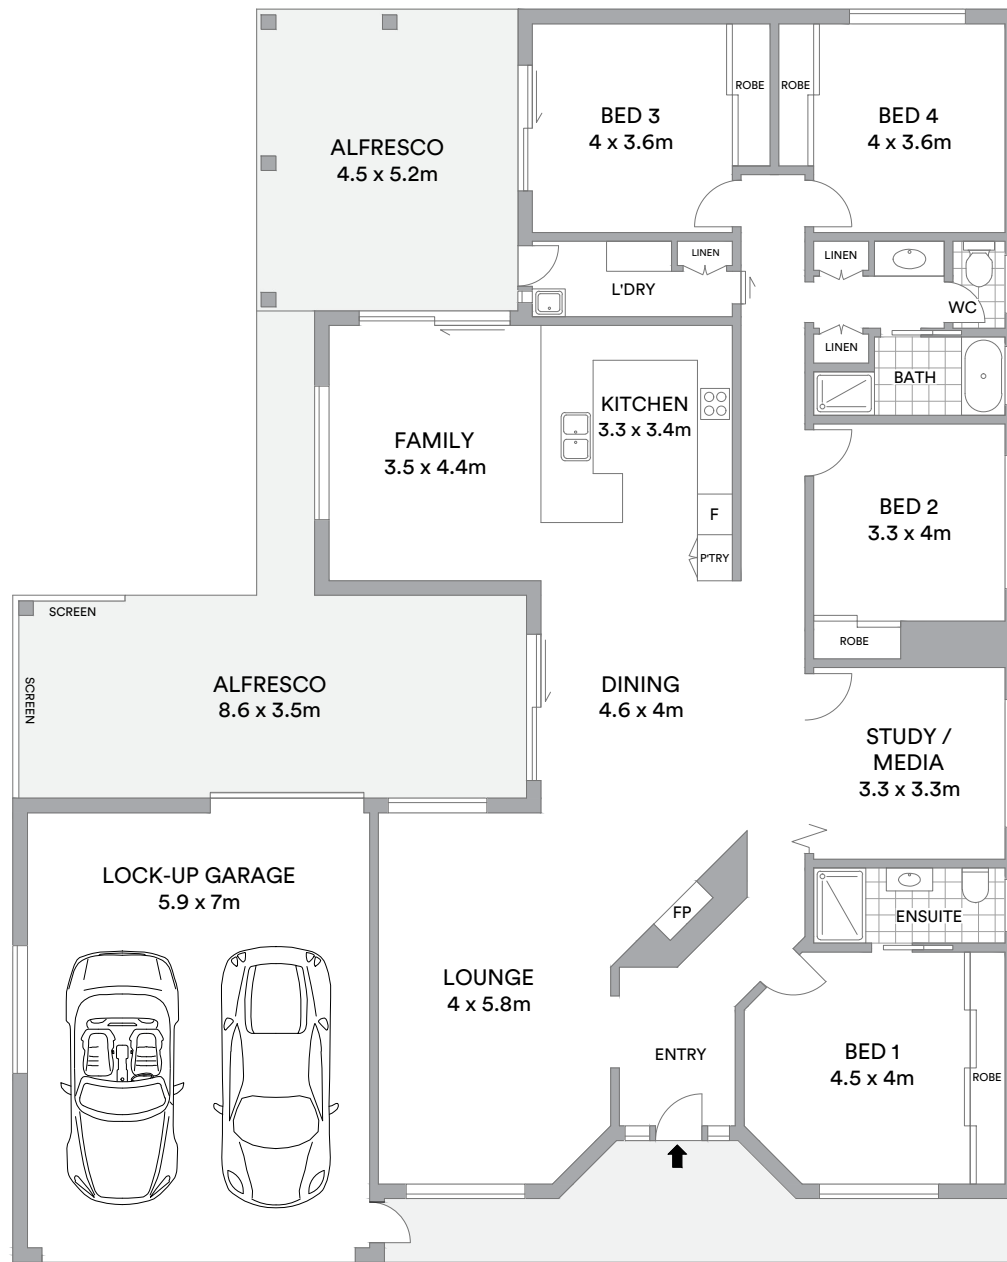 BED 3
4 x 3.6m
ROBE
ROBE
BED 4
4 x 3.6m
ALFRESCO
4.5 x 5.2m
LINEN
L'DRY
LINEN
WC
LINEN
BATH
KITCHEN
3.3 x 3.4m
FAMILY
3.5 x 4.4m
F
P'TRY
BED 2
3.3 x 4m
ROBE
SCREEN
SCREEN
ALFRESCO
8.6 x 3.5m
DINING
4.6 x 4m
STUDY /
MEDIA
3.3 x 3.3m
LOCK-UP GARAGE
5.9 x 7m
FP
ENSUITE
LOUNGE
4 x 5.8m
ENTRY
BED 1
4.5 x 4m
ROBE